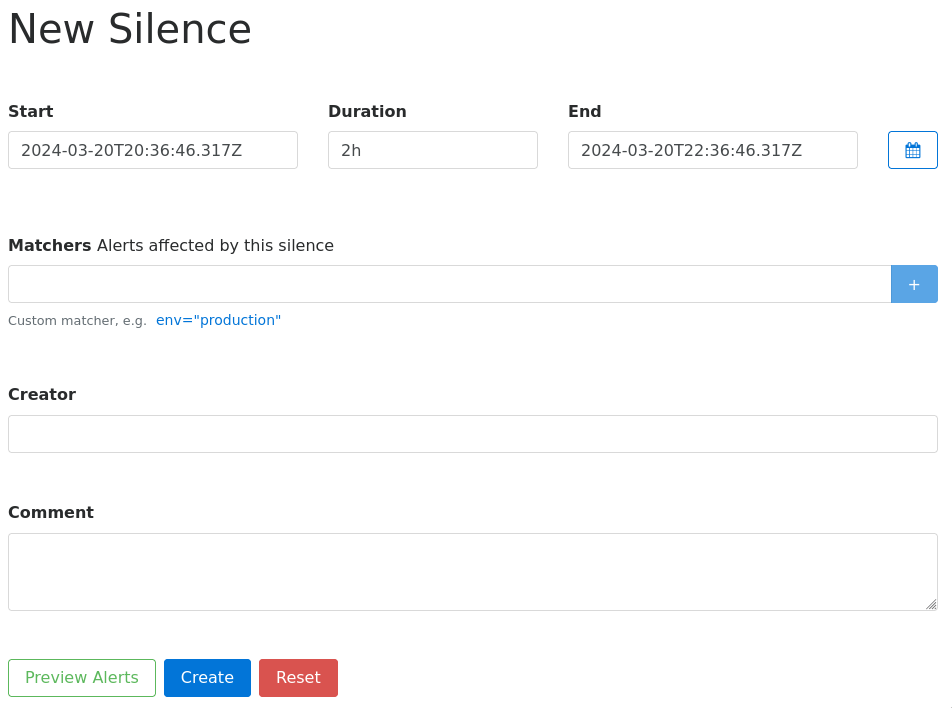 New Silence
Start Duration End
2024-03-20T20:36:46.317Z 2h 2024-03-20T22:36:46.317Z
Matchers Alerts affected by this silence
+
Custom matcher, e.g. env="production"
Creator
Comment
Preview Alerts Create Reset